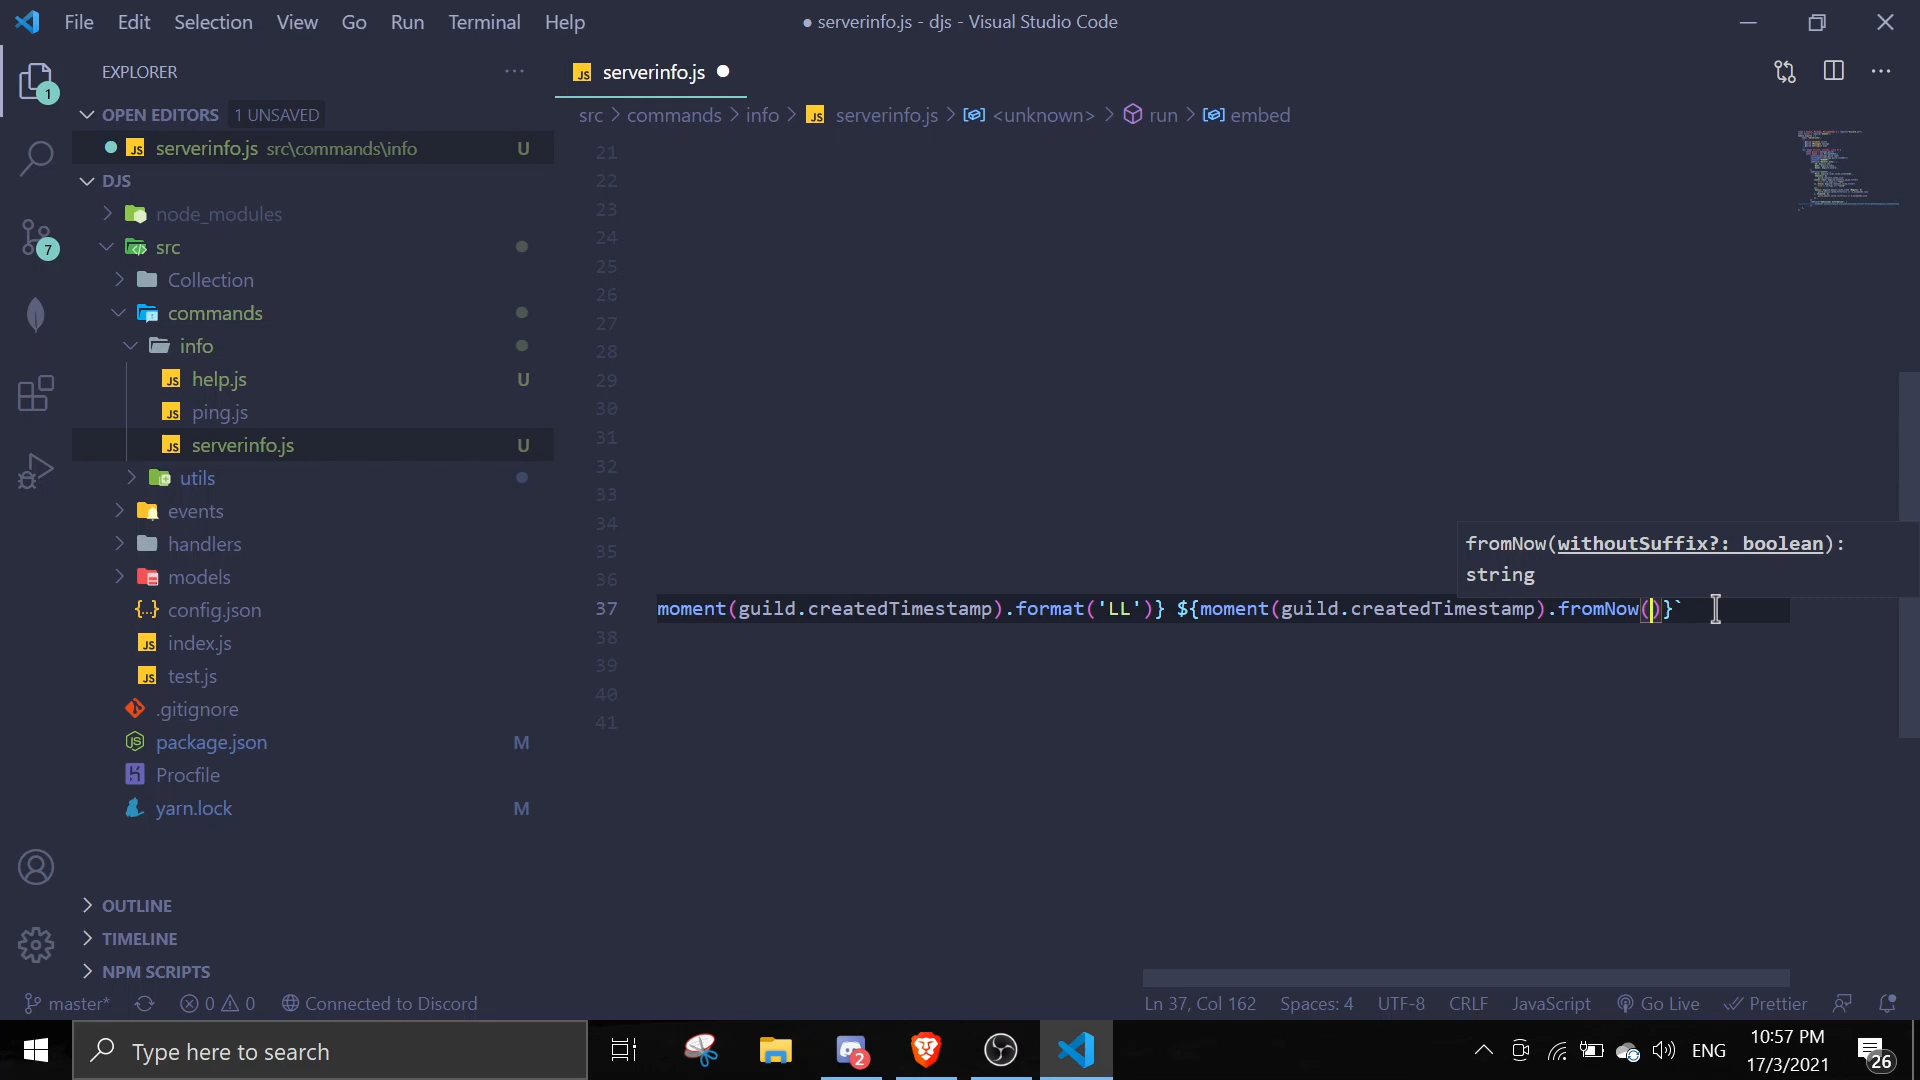 File Edit Selection View Go Run Terminal Help
● serverinfo.js - djs - Visual Studio Code
EXPLORER
OPEN EDITORS 1 UNSAVED
serverinfo.js src\commands\info U
DJS
node_modules
src
Collection
commands
info
help.js U
ping.js
serverinfo.js U
utils
events
handlers
models
config.json
index.js
test.js
.gitignore
package.json M
Procfile
yarn.lock M
OUTLINE
TIMELINE
NPM SCRIPTS
1
7
serverinfo.js
src > commands > info > serverinfo.js > <unknown> > run > embed
21
22
23
24
25
26
27
28
29
30
31
32
33
34
35
36
fromNow(withoutSuffix?: boolean):
string
37 moment(guild.createdTimestamp).format('LL')} ${moment(guild.createdTimestamp).fromNow()}`
38
39
40
41
master* 0 0 Connected to Discord Ln 37, Col 162 Spaces: 4 UTF-8 CRLF JavaScript Go Live Prettier
Type here to search
2
ENG
10:57 PM
17/3/2021
26